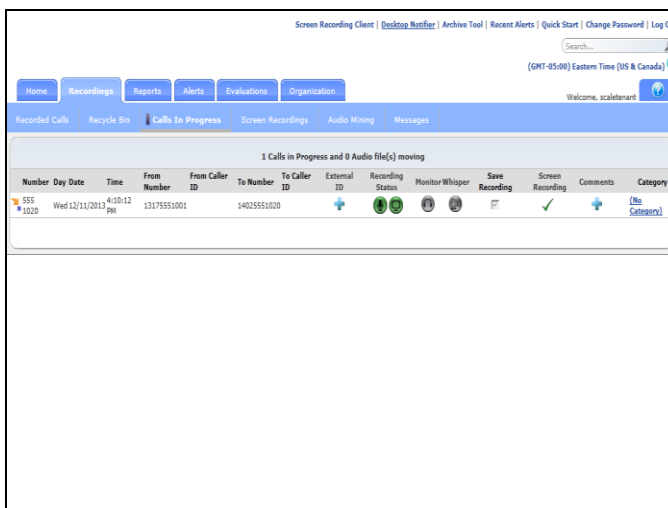 Screen Recording Client | Desktop Notifier | Archive Tool | Recent Alerts | Quick Start | Change Password | Log
Search...
(GMT-05:00) Eastern Time (US & Canada)
Home Recordings Reports Alerts Evaluations Organization
Welcome, scaletenant
Recorded Calls Recycle Bin Calls In Progress Screen Recordings Audio Mining Messages
1 Calls in Progress and 0 Audio file(s) moving
Number Day Date Time From Number From Caller ID To Number To Caller ID External ID Recording Status Monitor Whisper Save Recording Screen Recording Comments Category
555 1020 Wed 12/11/2013 4:10:12 PM 13175551001 14025551020 (No Category)